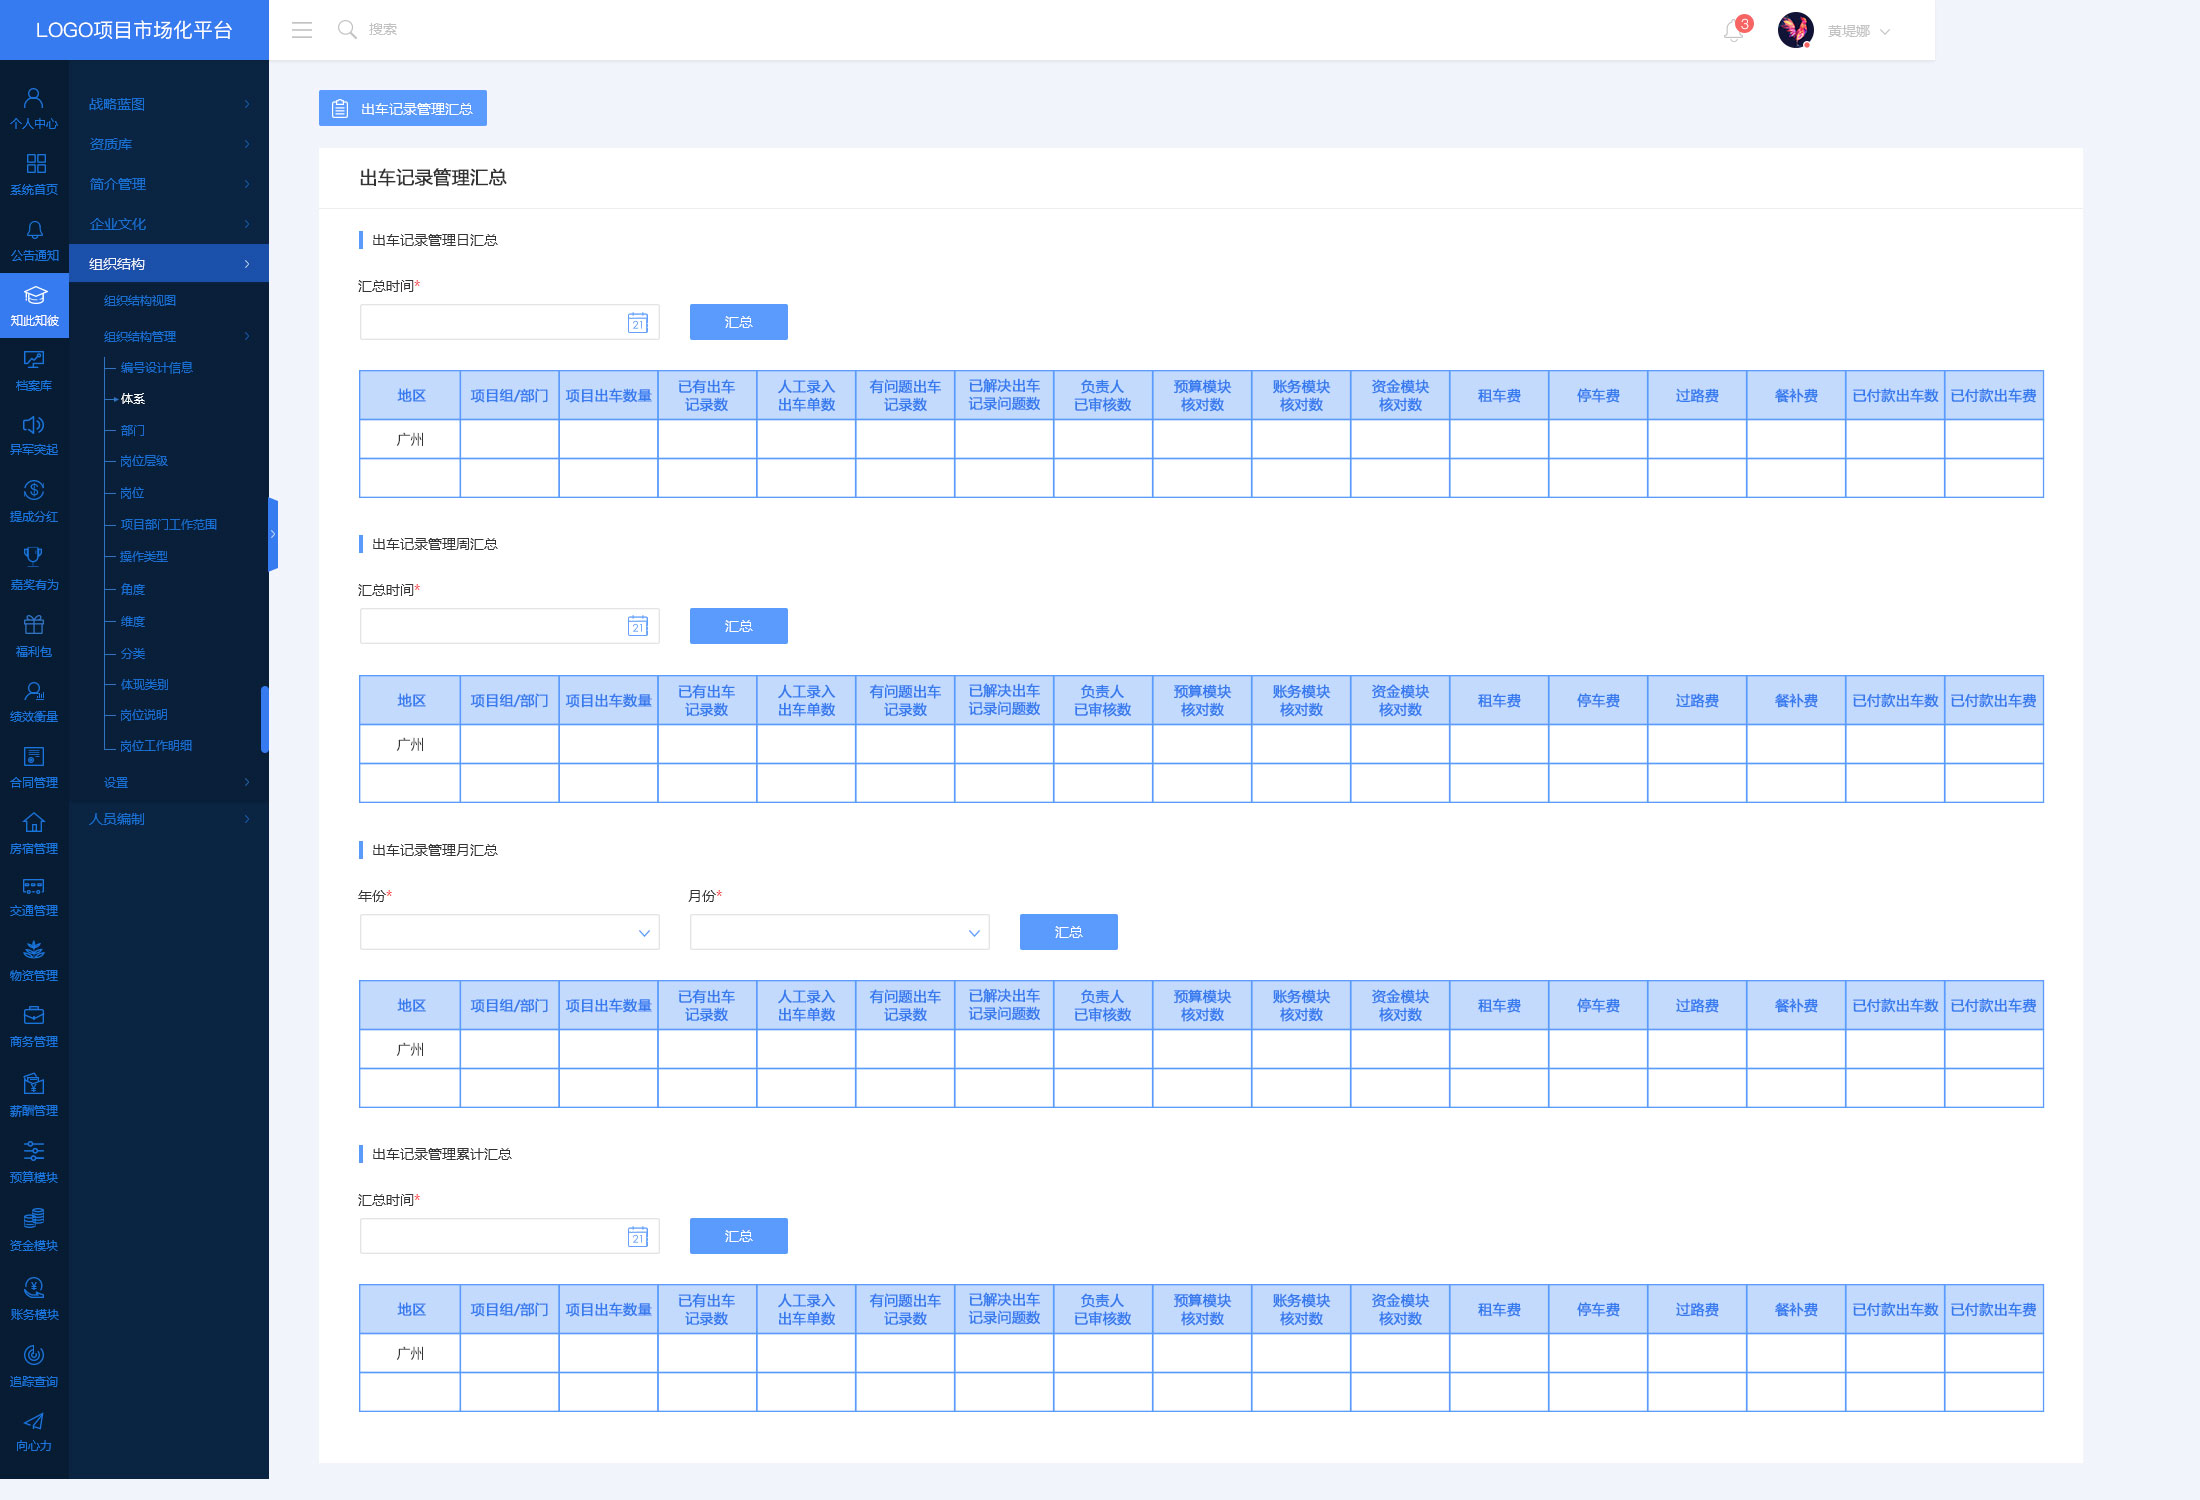 LOGO项目市场化平台
搜索
3
黄堤娜
个人中心
系统首页
公告通知
知此知彼
档案库
异军突起
提成分红
嘉奖有为
福利包
绩效衡量
合同管理
房宿管理
交通管理
物资管理
商务管理
薪酬管理
预算模块
资金模块
账务模块
追踪查询
向心力
战略蓝图
资质库
简介管理
企业文化
组织结构
组织结构视图
组织结构管理
编号设计信息
体系
部门
岗位层级
岗位
项目部门工作范围
操作类型
角度
维度
分类
体现类别
岗位说明
岗位工作明细
设置
人员编制
出车记录管理汇总
出车记录管理汇总
出车记录管理日汇总
汇总时间*
21
汇总
地区 项目组/部门 项目出车数量 已有出车 人工录入 有问题出车 已解决出车 负责人 预算模块 账务模块 资金模块 租车费 停车费 过路费 餐补费 已付款出车数 已付款出车费
记录数 出车单数 记录数 记录问题数 已审核数 核对数 核对数 核对数
广州
出车记录管理周汇总
汇总时间*
21
汇总
地区 项目组/部门 项目出车数量 已有出车 人工录入 有问题出车 已解决出车 负责人 预算模块 账务模块 资金模块 租车费 停车费 过路费 餐补费 已付款出车数 已付款出车费
记录数 出车单数 记录数 记录问题数 已审核数 核对数 核对数 核对数
广州
出车记录管理月汇总
年份* 月份*
汇总
地区 项目组/部门 项目出车数量 已有出车 人工录入 有问题出车 已解决出车 负责人 预算模块 账务模块 资金模块 租车费 停车费 过路费 餐补费 已付款出车数 已付款出车费
记录数 出车单数 记录数 记录问题数 已审核数 核对数 核对数 核对数
广州
出车记录管理累计汇总
汇总时间*
21
汇总
地区 项目组/部门 项目出车数量 已有出车 人工录入 有问题出车 已解决出车 负责人 预算模块 账务模块 资金模块 租车费 停车费 过路费 餐补费 已付款出车数 已付款出车费
记录数 出车单数 记录数 记录问题数 已审核数 核对数 核对数 核对数
广州